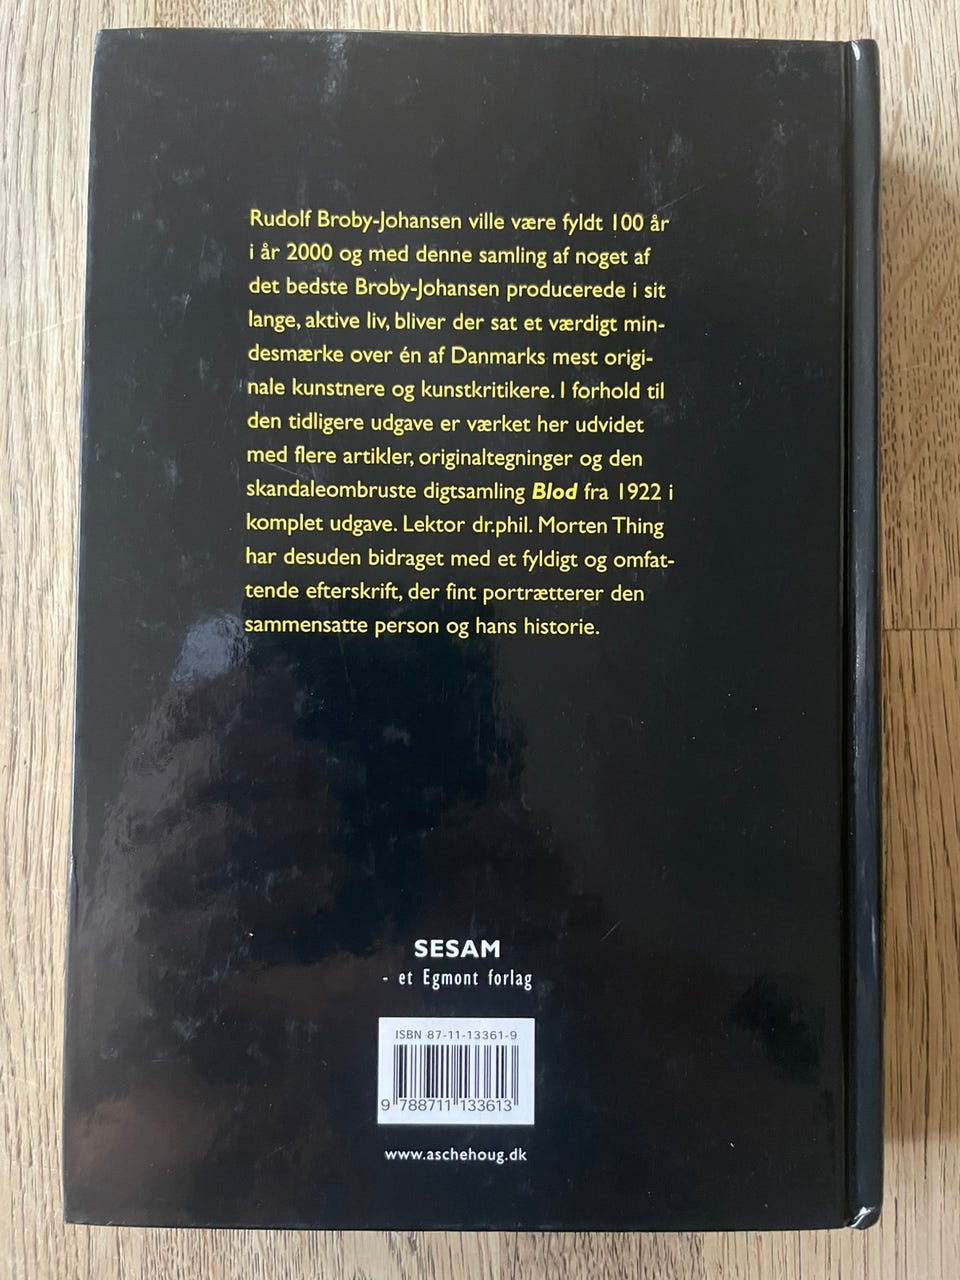 Rudolf Broby-Johansen ville være fyldt 100 år
i år 2000 og med denne samling af noget af
det bedste Broby-Johansen producerede i sit
lange, aktive liv, bliver der sat et værdigt min-
desmærke over én af Danmarks mest origi-
nale kunstnere og kunstkritikere. I forhold til
den tidligere udgave er værket her udvidet
med flere artikler, originaltegninger og den
skandaleombruste digtsamling Blod fra 1922 i
komplet udgave. Lektor dr.phil. Morten Thing
har desuden bidraget med et fyldigt og omfat-
tende efterskrift, der fint portrætterer den
sammensatte person og hans historie.
SESAM
- et Egmont forlag
ISBN 87-11-13361-9
9 788711 133613
www.aschehoug.dk